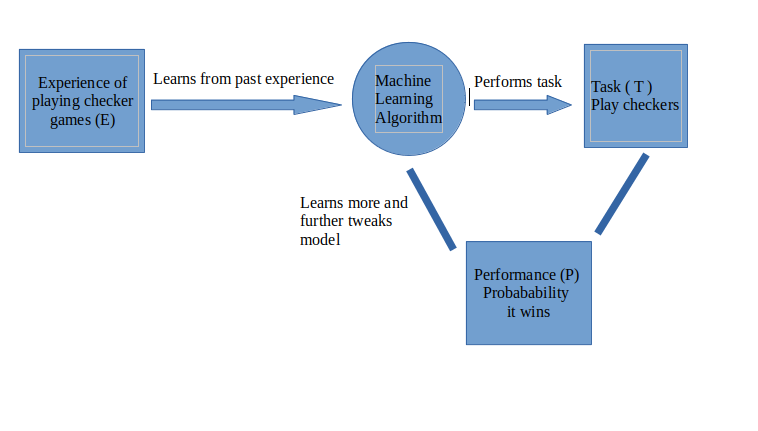 Experience of
playing checker
games (E)
Learns from past experience
Machine
Learning
Algorithm
Performs task
Task ( T )
Play checkers
Learns more and
further tweaks
model
Performance (P)
Probabability
it wins